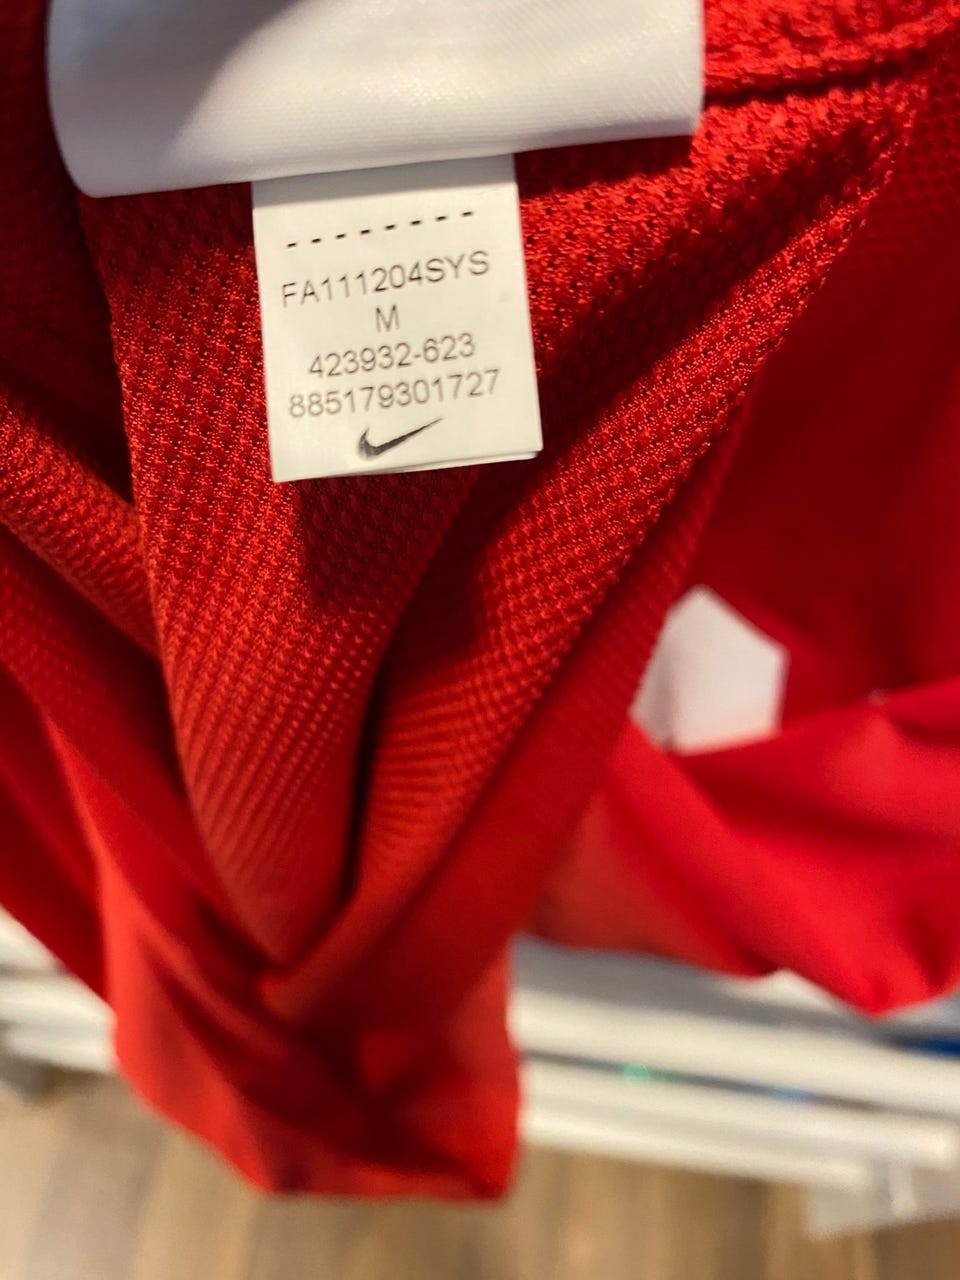 --------
FA111204SYS
M
423932-623
885179301727